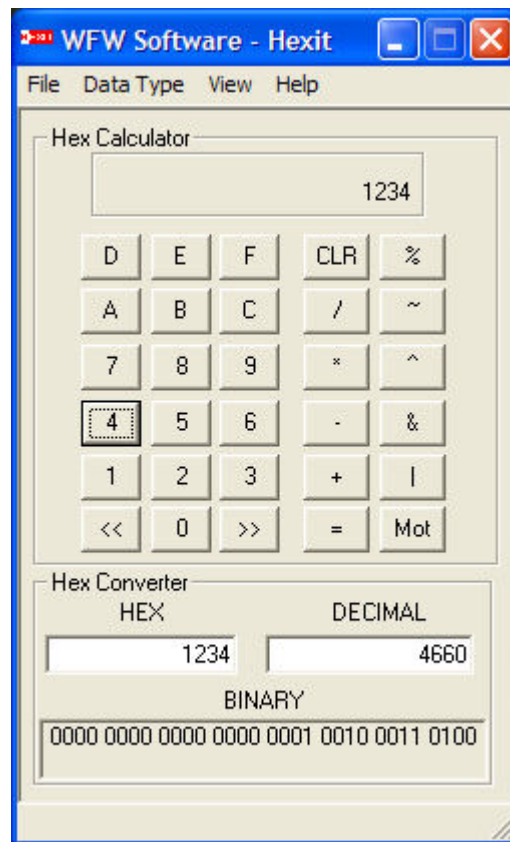 WFW Software - Hexit
File Data Type View Help
Hex Calculator
1234
D E F CLR %
A B C / ~
7 8 9 * ^
4 5 6 - &
1 2 3 + |
<< 0 >> = Mot
Hex Converter
HEX DECIMAL
1234 4660
BINARY
0000 0000 0000 0000 0001 0010 0011 0100